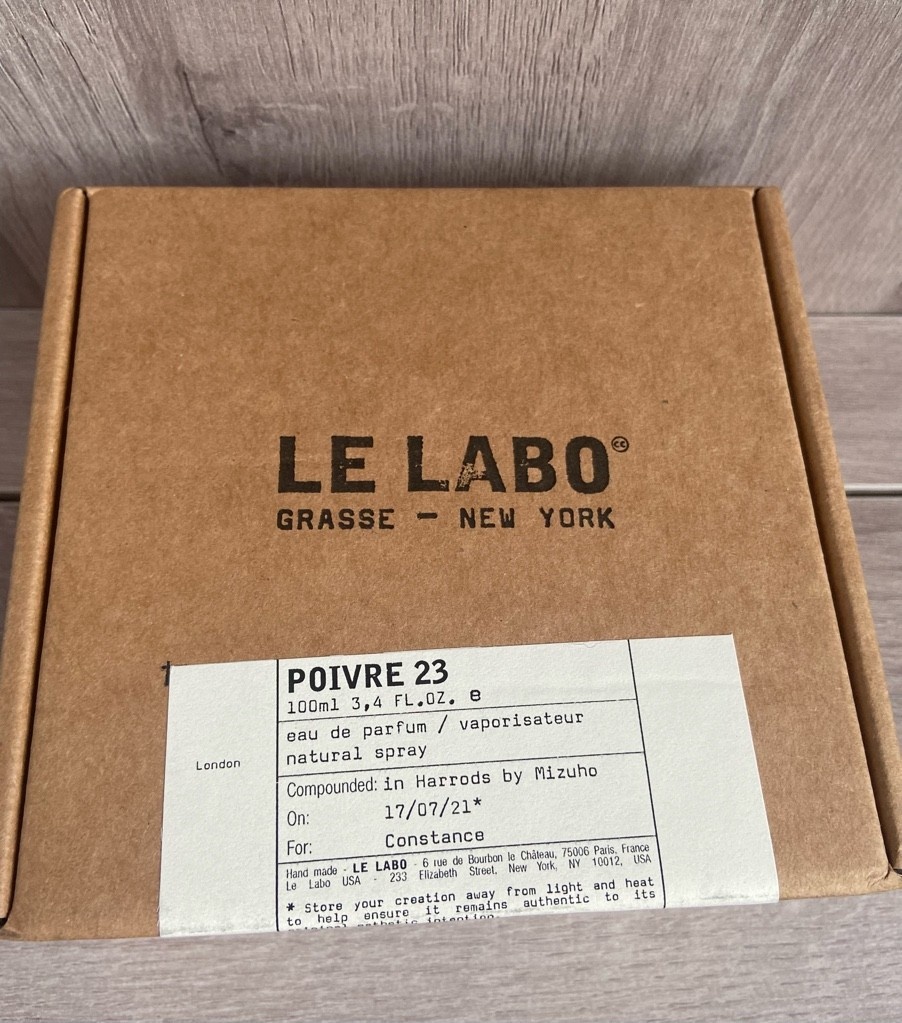 LE LABO
GRASSE – NEW YORK
POIVRE 23
100ml 3,4 FL.OZ. e
eau de parfum / vaporisateur
natural spray
London
Compounded: in Harrods by Mizuho
On: 17/07/21*
For: Constance
Hand made - LE LABO - 6 rue de Bourbon le Château, 75006 Paris, France
Le Labo USA - 233 Elizabeth Street, New York, NY 10012, USA
* Store your creation away from light and heat
to help ensure it remains authentic to its